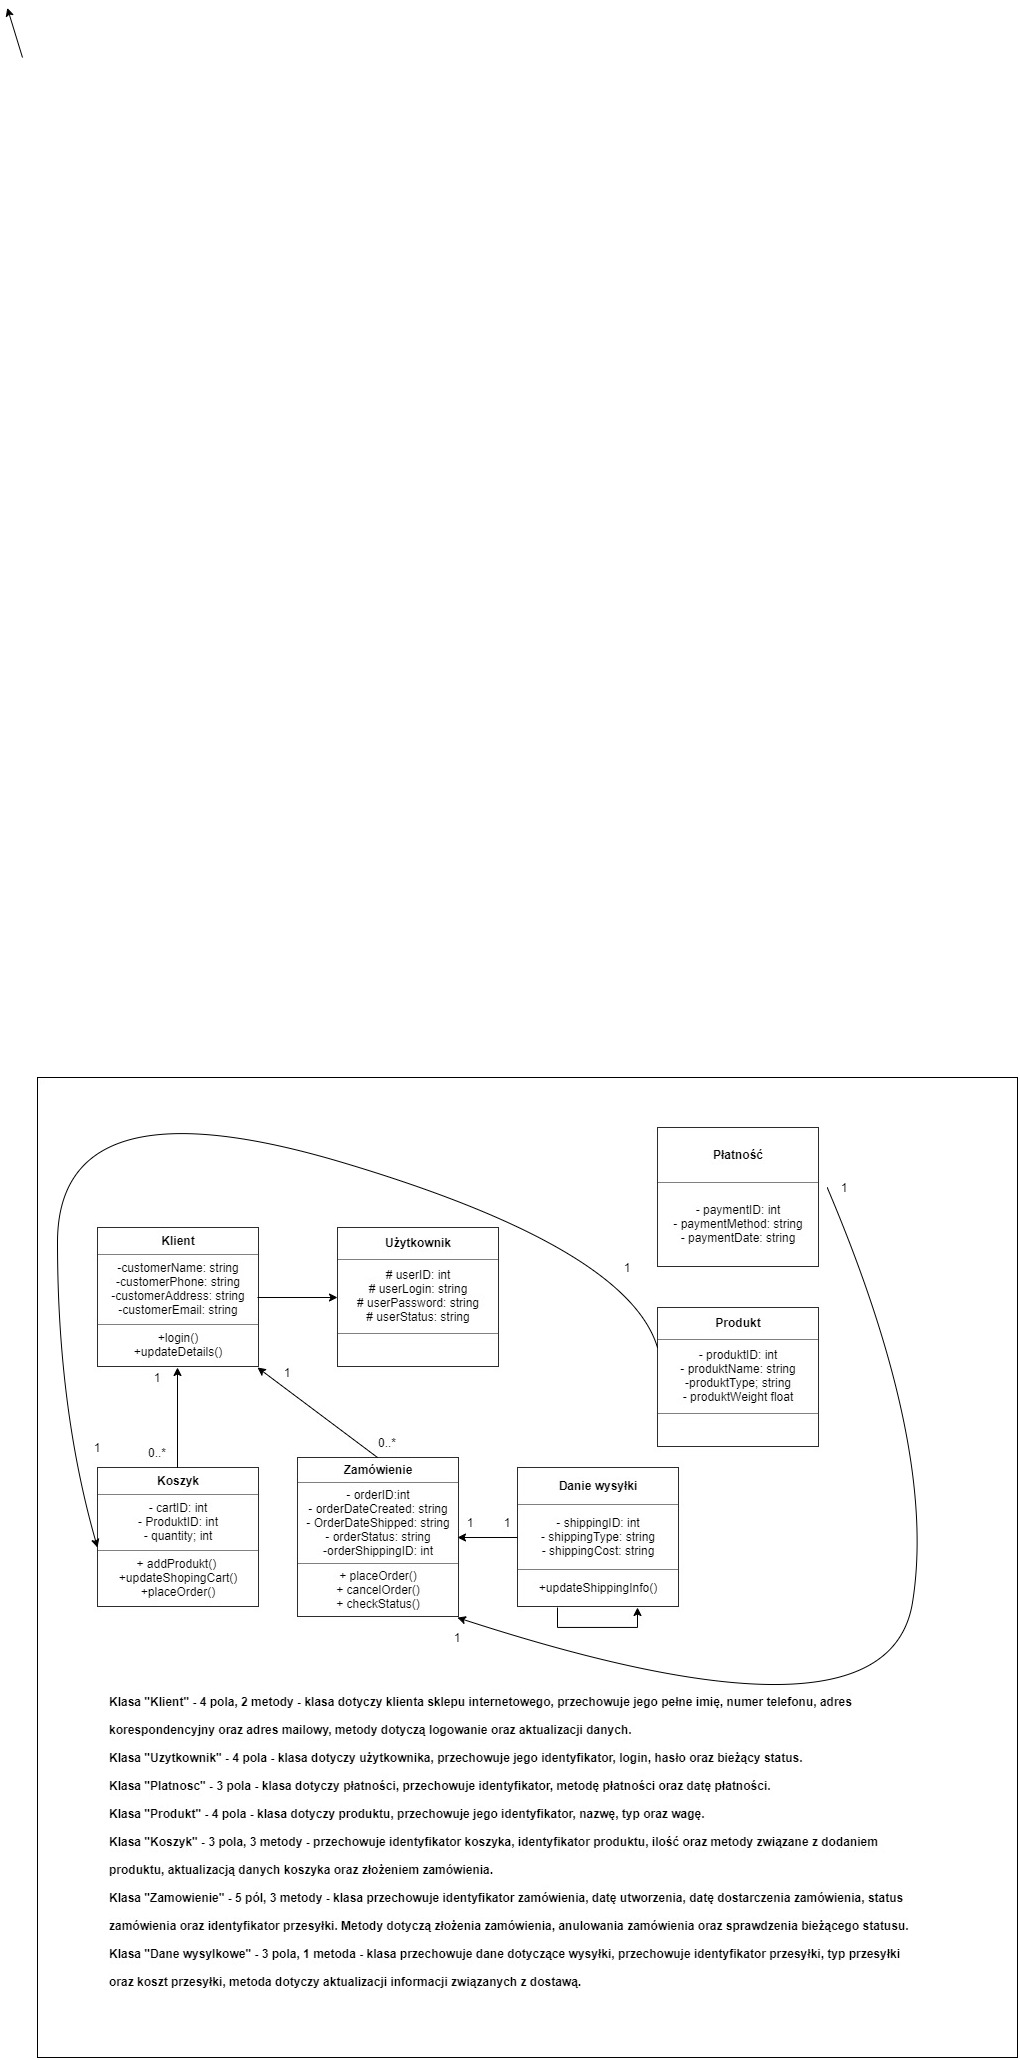 Płatność
- paymentID: int
- paymentMethod: string
- paymentDate: string
1
Klient
-customerName: string
-customerPhone: string
-customerAddress: string
-customerEmail: string
+login()
+updateDetails()
Użytkownik
# userID: int
# userLogin: string
# userPassword: string
# userStatus: string
1
Produkt
- produktID: int
- produktName: string
-produktType; string
- produktWeight float
1
1
0..*
1
0..*
Koszyk
- cartID: int
- ProduktID: int
- quantity; int
+ addProdukt()
+updateShopingCart()
+placeOrder()
Zamówienie
- orderID:int
- orderDateCreated: string
- OrderDateShipped: string
- orderStatus: string
-orderShippingID: int
+ placeOrder()
+ cancelOrder()
+ checkStatus()
1
1
Danie wysyłki
- shippingID: int
- shippingType: string
- shippingCost: string
+updateShippingInfo()
1
Klasa "Klient" - 4 pola, 2 metody - klasa dotyczy klienta sklepu internetowego, przechowuje jego pełne imię, numer telefonu, adres
korespondencyjny oraz adres mailowy, metody dotyczą logowanie oraz aktualizacji danych.
Klasa "Uzytkownik" - 4 pola - klasa dotyczy użytkownika, przechowuje jego identyfikator, login, hasło oraz bieżący status.
Klasa "Platnosc" - 3 pola - klasa dotyczy płatności, przechowuje identyfikator, metodę płatności oraz datę płatności.
Klasa "Produkt" - 4 pola - klasa dotyczy produktu, przechowuje jego identyfikator, nazwę, typ oraz wagę.
Klasa "Koszyk" - 3 pola, 3 metody - przechowuje identyfikator koszyka, identyfikator produktu, ilość oraz metody związane z dodaniem
produktu, aktualizacją danych koszyka oraz złożeniem zamówienia.
Klasa "Zamowienie" - 5 pól, 3 metody - klasa przechowuje identyfikator zamówienia, datę utworzenia, datę dostarczenia zamówienia, status
zamówienia oraz identyfikator przesyłki. Metody dotyczą złożenia zamówienia, anulowania zamówienia oraz sprawdzenia bieżącego statusu.
Klasa "Dane wysylkowe" - 3 pola, 1 metoda - klasa przechowuje dane dotyczące wysyłki, przechowuje identyfikator przesyłki, typ przesyłki
oraz koszt przesyłki, metoda dotyczy aktualizacji informacji związanych z dostawą.